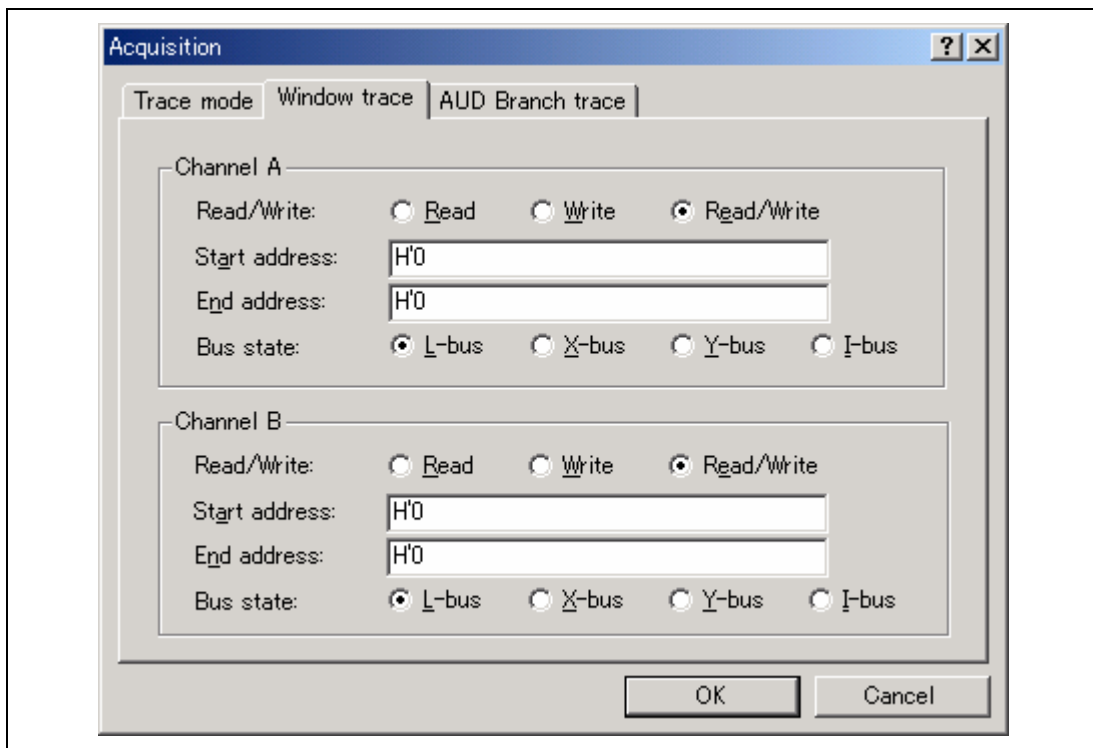 Acquisition
Trace mode Window trace AUD Branch trace
Channel A
Read/Write: Read Write Read/Write
Start address: H'0
End address: H'0
Bus state: L-bus X-bus Y-bus I-bus
Channel B
Read/Write: Read Write Read/Write
Start address: H'0
End address: H'0
Bus state: L-bus X-bus Y-bus I-bus
OK Cancel